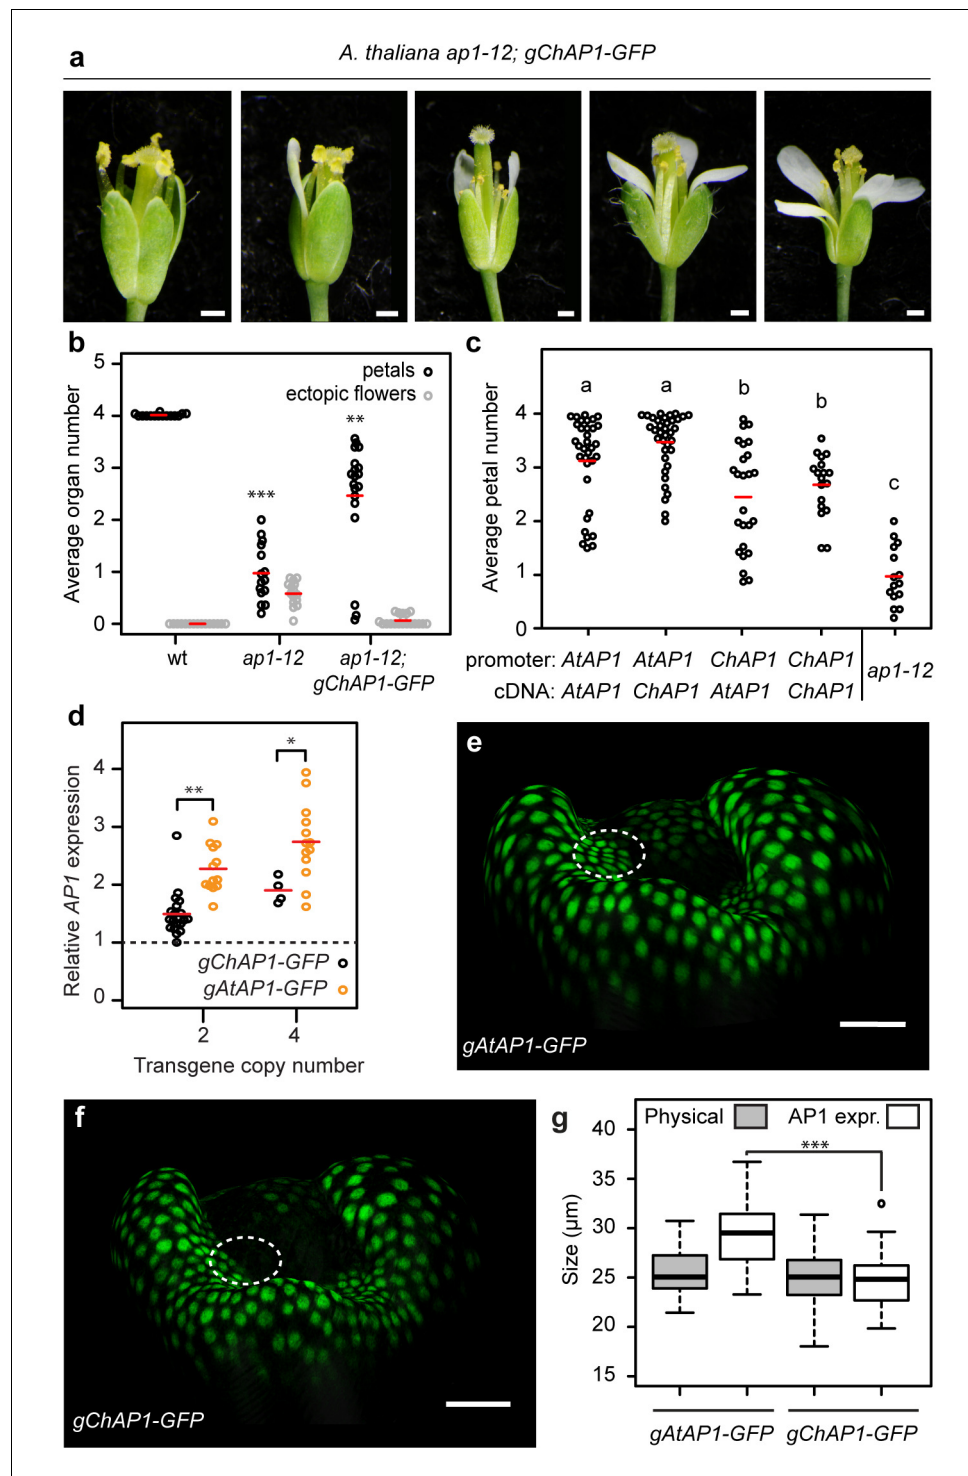 a
A. thaliana ap1-12; gChAP1-GFP
b
5
4
3
2
1
0
Average organ number
petals
ectopic flowers
***
**
wt
ap1-12
ap1-12;
gChAP1-GFP
c
4
3
2
1
0
Average petal number
a
a
b
b
c
promoter: AtAP1 AtAP1 ChAP1 ChAP1
cDNA: AtAP1 ChAP1 AtAP1 ChAP1
ap1-12
d
4
3
2
1
0
Relative AP1 expression
**
*
gChAP1-GFP
gAtAP1-GFP
2
4
Transgene copy number
e
gAtAP1-GFP
f
gChAP1-GFP
g
Physical
AP1 expr.
***
40
35
30
25
20
15
Size (µm)
gAtAP1-GFP
gChAP1-GFP